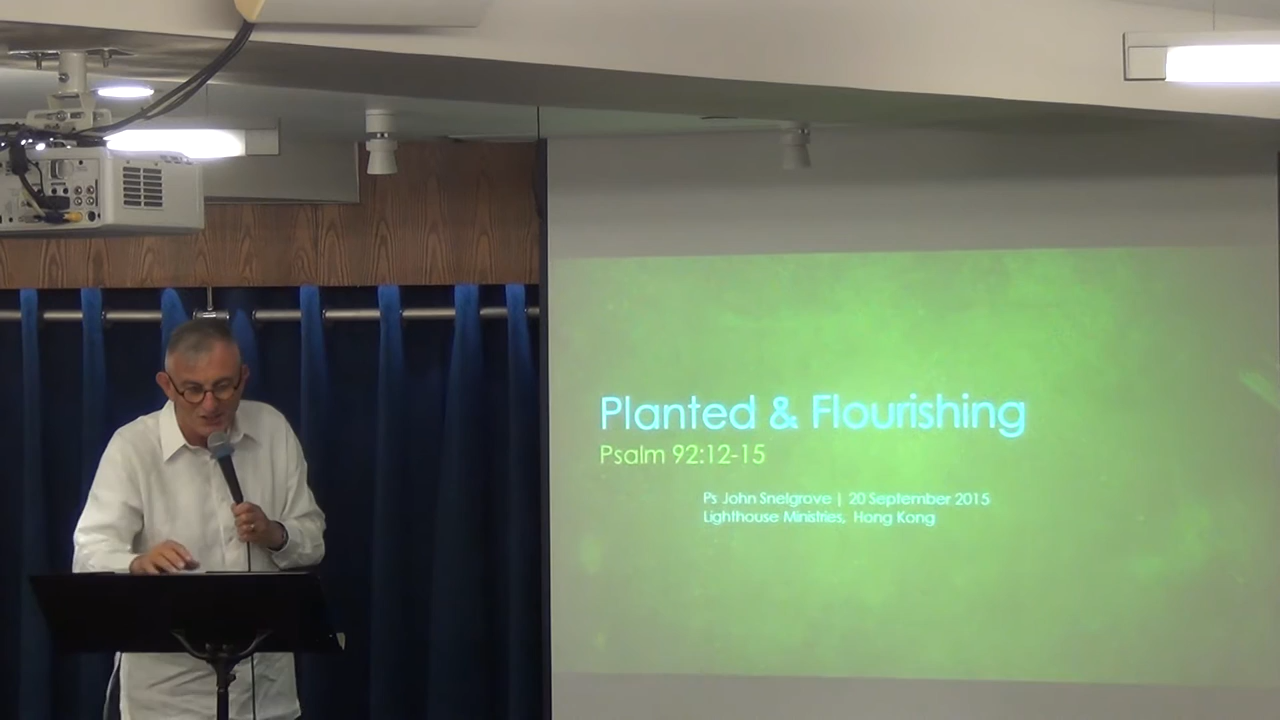 Planted & Flourishing
Psalm 92:12-15
Ps John Snelgrove | 20 September 2015
Lighthouse Ministries, Hong Kong